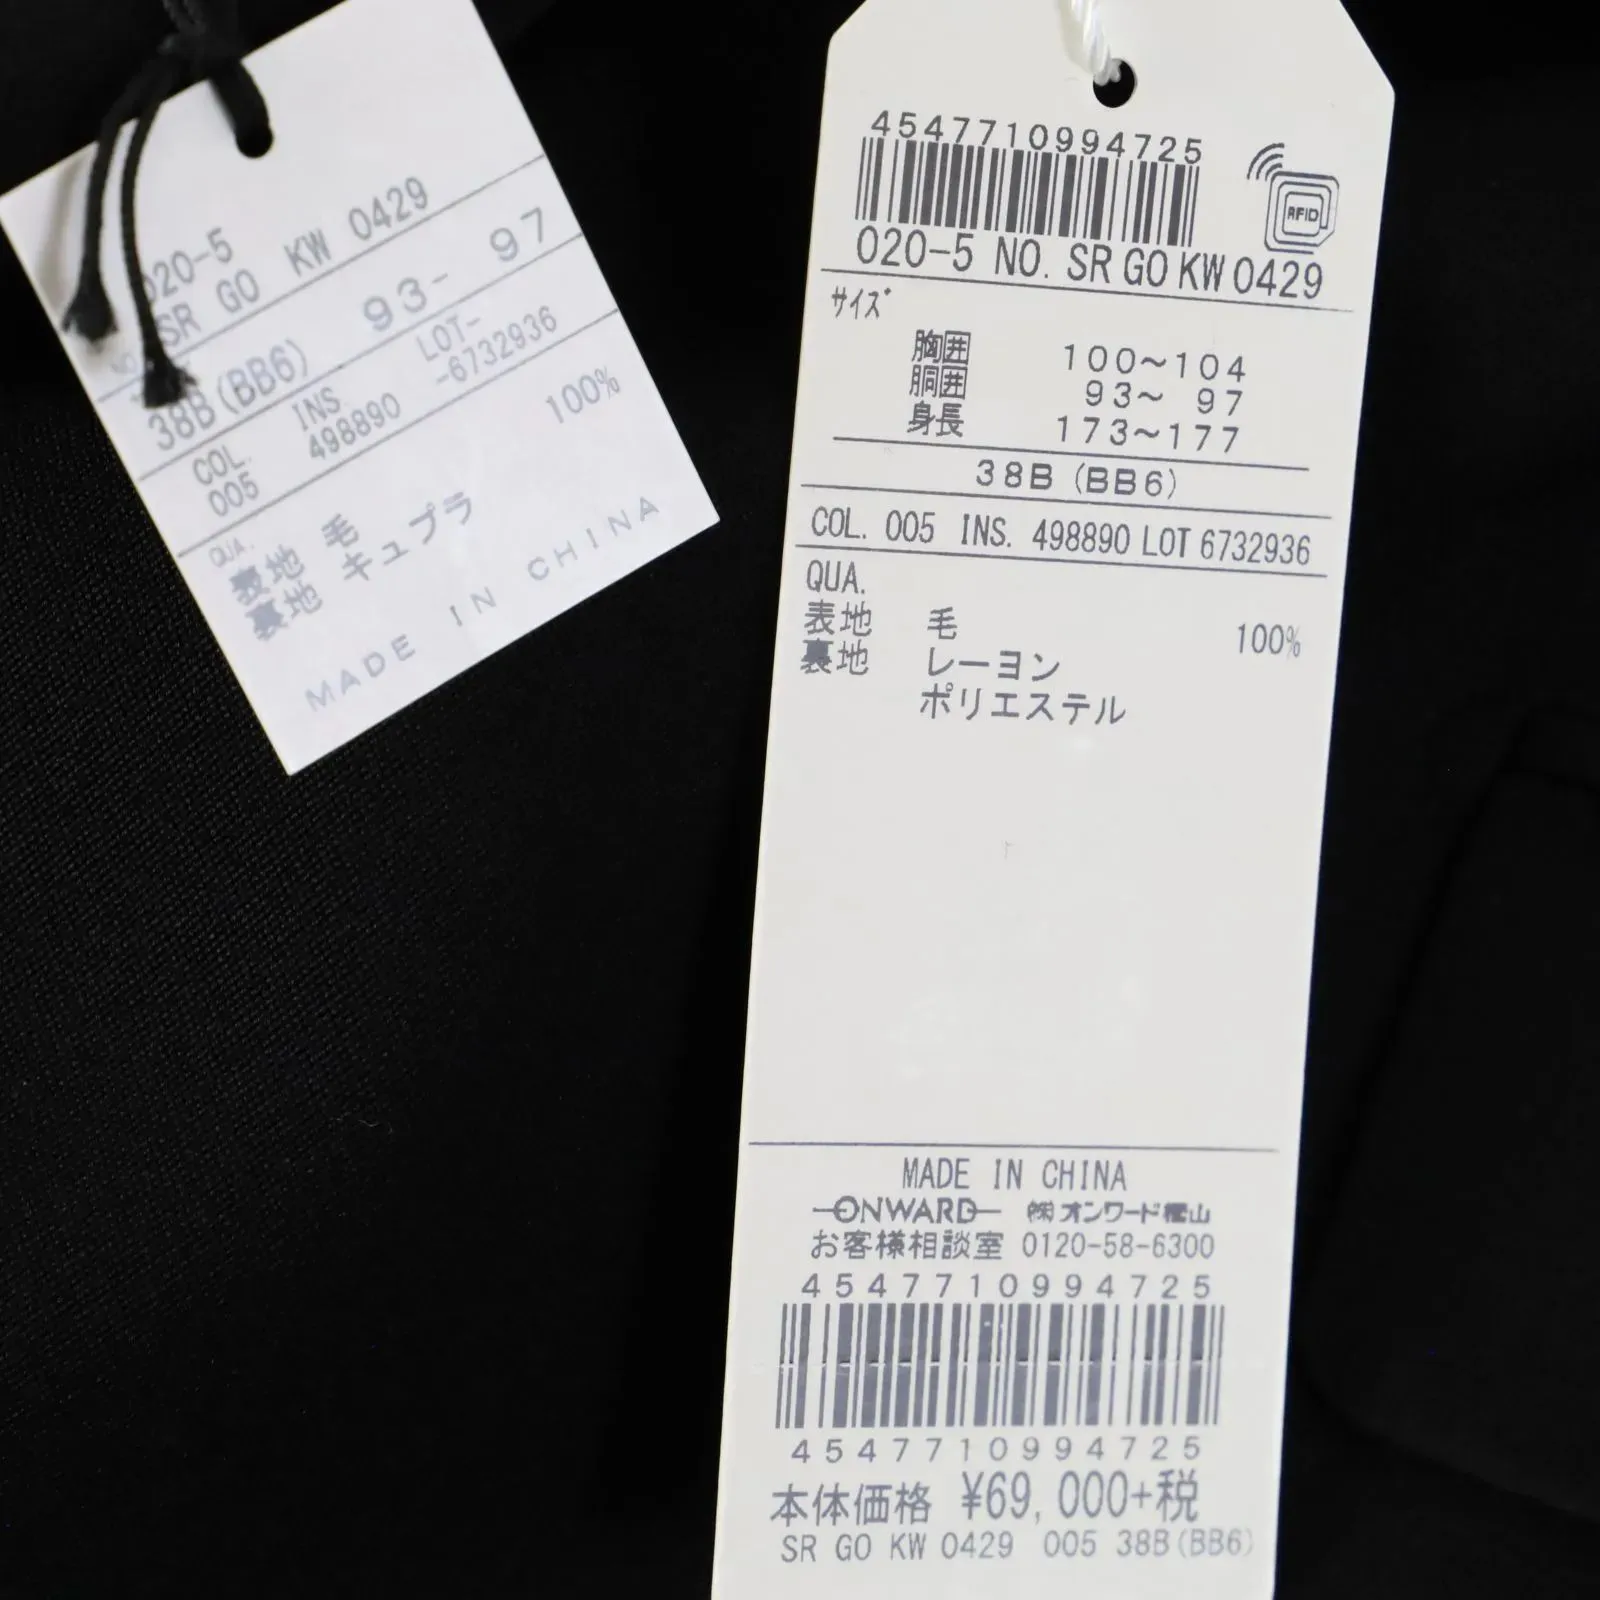 020-5
SR GO KW 0429
38B(BB6) 93- 97
COL. INS. LOT-
005 498890 -6732936
QUA.
表地 毛 100%
裏地 キュプラ
MADE IN CHINA
4547710994725
RFID
020-5 NO. SR GO KW 0429
サイズ
胸囲 100~104
胴囲 93~ 97
身長 173~177
38B (BB6)
COL. 005 INS. 498890 LOT 6732936
QUA.
表地 毛 100%
裏地 レーヨン
ポリエステル
MADE IN CHINA
ONWARD ㈱オンワード樫山
お客様相談室 0120-58-6300
4547710994725
4547710994725
本体価格 ¥69,000+税
SR GO KW 0429 005 38B(BB6)